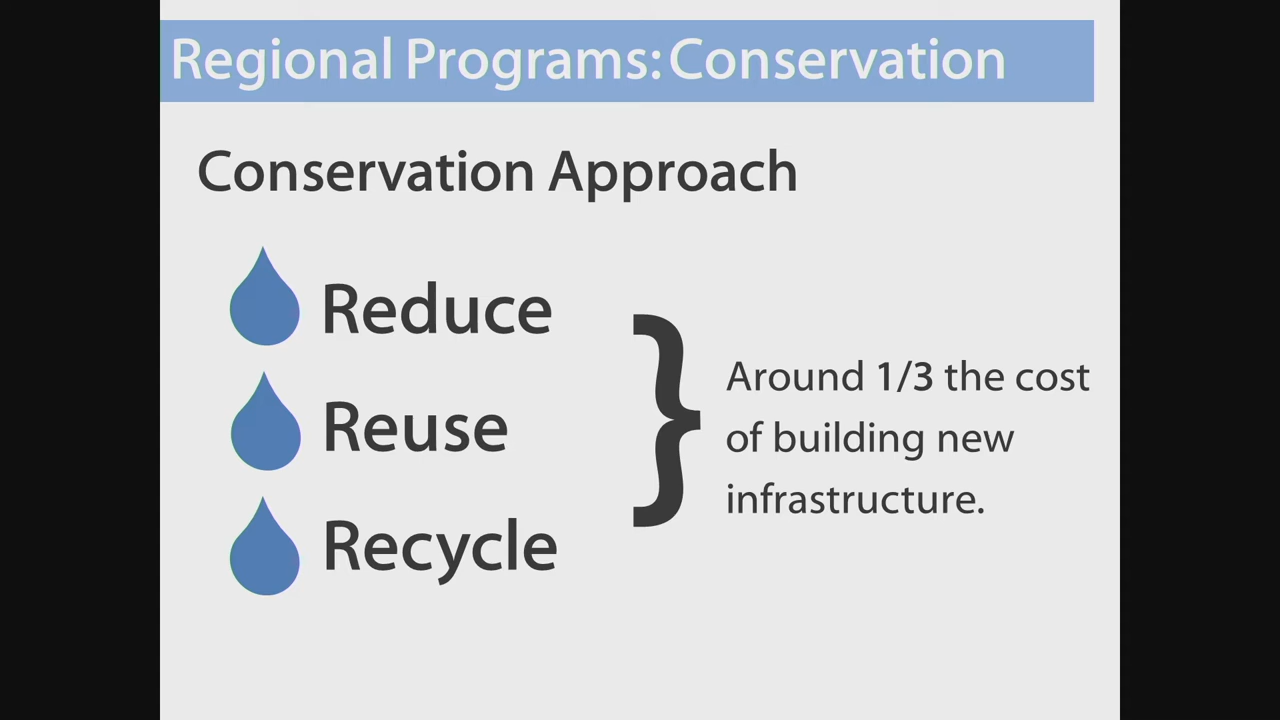 Regional Programs: Conservation
Conservation Approach
Reduce
Reuse
Recycle
}
Around 1/3 the cost
of building new
infrastructure.